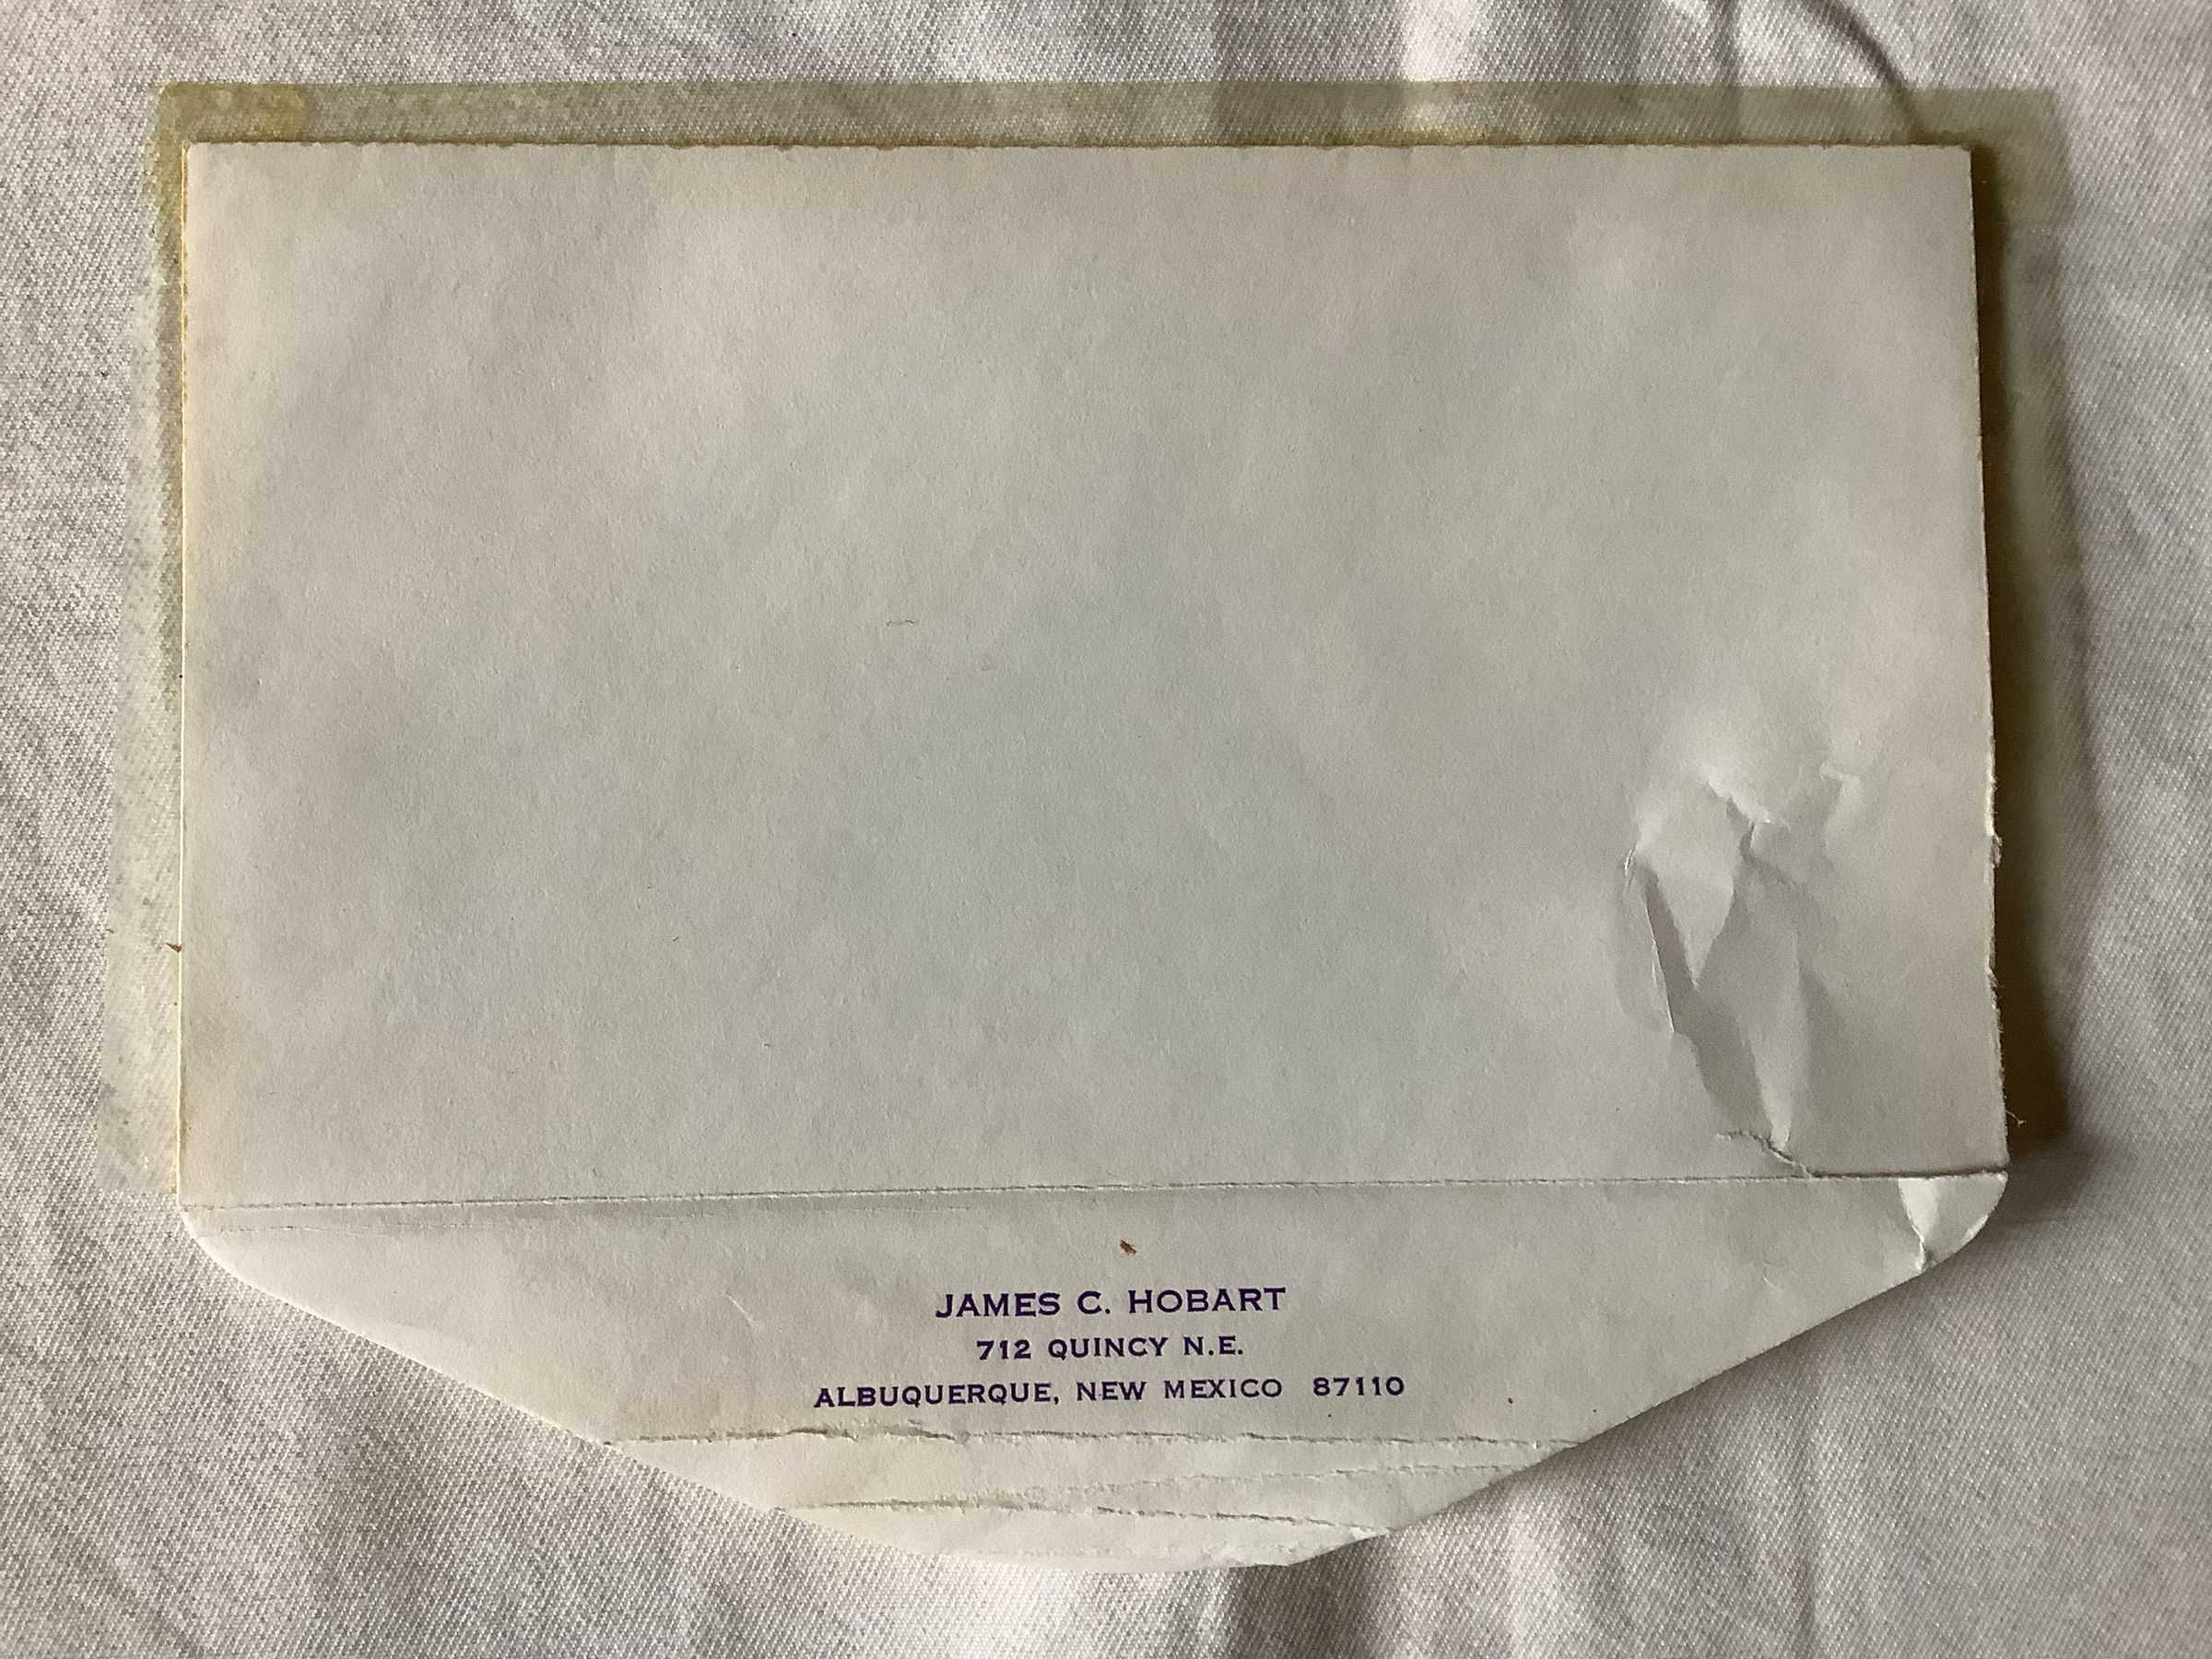 JAMES C. HOBART
712 QUINCY N.E.
ALBUQUERQUE, NEW MEXICO 87110